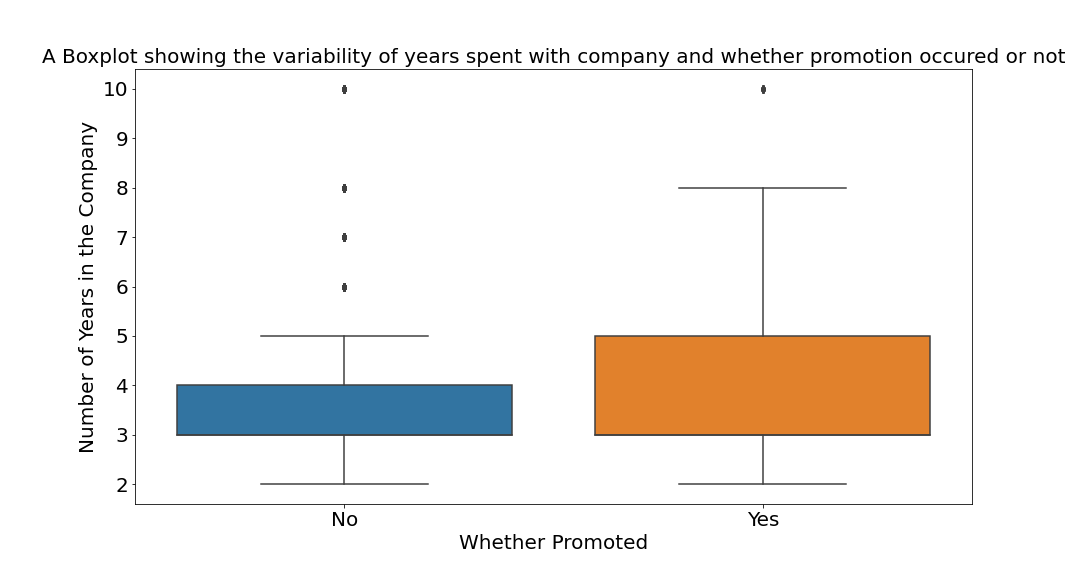 A Boxplot showing the variability of years spent with company and whether promotion occured or not
10
9
8
7
6
5
4
3
2
Number of Years in the Company
No
Yes
Whether Promoted